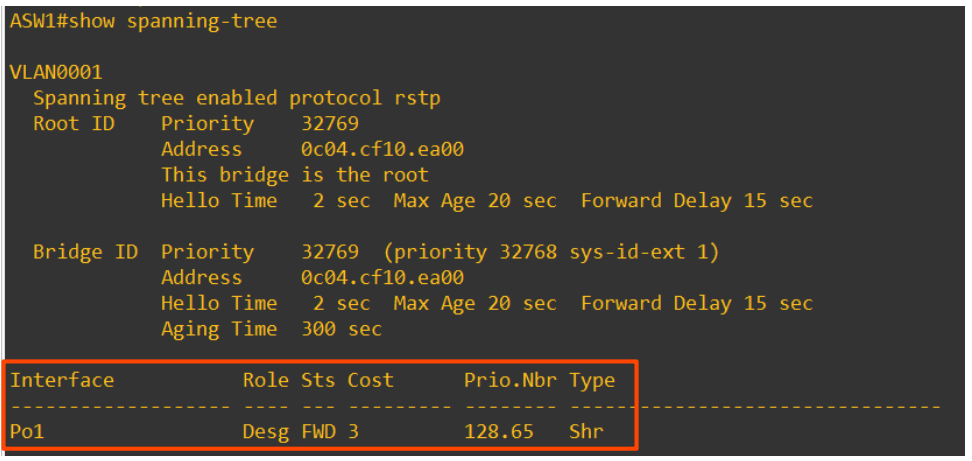 ASW1#show spanning-tree
VLAN0001
Spanning tree enabled protocol rstp
Root ID Priority 32769
Address 0c04.cf10.ea00
This bridge is the root
Hello Time 2 sec Max Age 20 sec Forward Delay 15 sec
Bridge ID Priority 32769 (priority 32768 sys-id-ext 1)
Address 0c04.cf10.ea00
Hello Time 2 sec Max Age 20 sec Forward Delay 15 sec
Aging Time 300 sec
Interface Role Sts Cost Prio.Nbr Type
------------------- ---- --- --------- -------- --------------------------------
Po1 Desg FWD 3 128.65 Shr